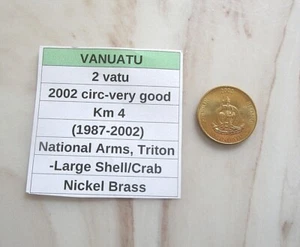 VANUATU
2 vatu
2002 circ-very good
Km 4
(1987-2002)
National Arms, Triton
-Large Shell/Crab
Nickel Brass